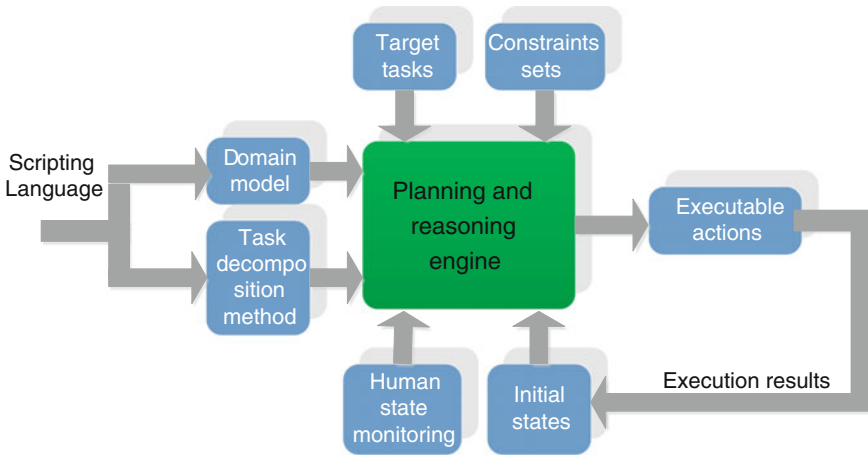 Target
tasks
Constraints
sets
Scripting
Language
Domain
model
Planning and
reasoning
engine
Executable
actions
Task
decompo
sition
method
Human
state
monitoring
Initial
states
Execution results